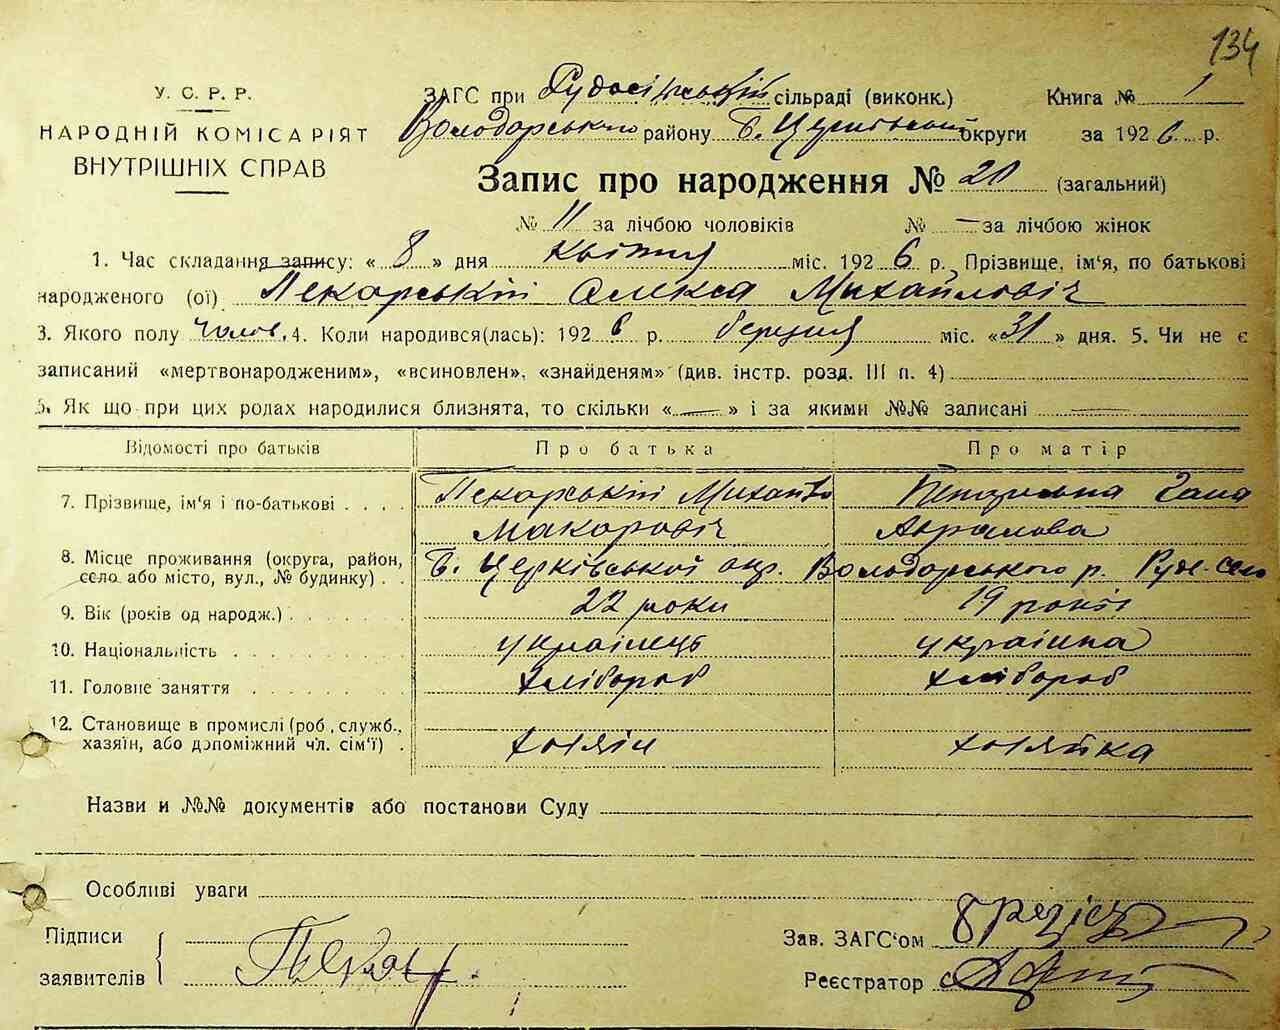 134
У. С. Р. Р.
НАРОДНІЙ КОМІСАРІЯТ
ВНУТРІШНІХ СПРАВ
ЗАГС при Рудосільський сільраді (виконк.) Книга № 1
Володарського району Б. Церківської округи за 1926 р.
Запис про народження № 20 (загальний)
№ 11 за лічбою чоловіків № — за лічбою жінок
1. Час складання запису: « 8 » дня квітня міс. 1926 р. Прізвище, ім'я, по батькові
народженого (ої) Пекарський Олекса Михайловіч
3. Якого полу чолов. 4. Коли народився(лась): 1926 р. березня міс. «31» дня. 5. Чи не є
записаний «мертвонародженим», «всиновлен», «знайденям» (див. інстр. розд. III п. 4)
5. Як що при цих родах народилися близнята, то скільки « — » і за якими №№ записані —
Відомості про батьків Про батька Про матір
7. Прізвище, ім'я і по-батькові . . . . Пекарський Михайло Гана
Макаровіч Аврамова
8. Місце проживання (округа, район, село або місто, вул., № будинку) . . Б. Церківської окр. Володарського р. Руде-село
9. Вік (років од народж.) . . . . . . . 22 роки 19 років
10. Національність . . . . . . . українець українка
11. Головне заняття . . . . . . . хлібороб хлібороб
12. Становище в промислі (роб., служб.,
хазяїн, або допоміжний чл. сім'ї) . хазяїн хазяйка
Назви и №№ документів або постанови Суду
Особливі уваги
Підписи
заявителів
Зав. ЗАГС'ом
Реєстратор